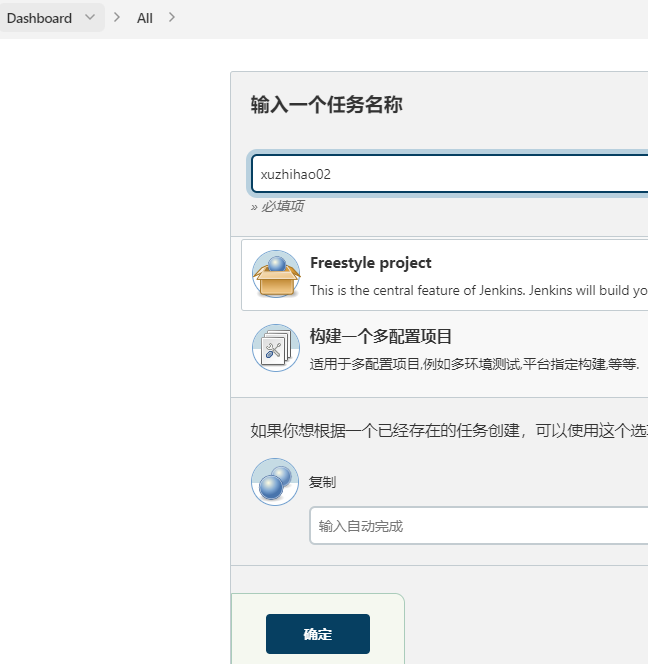 Dashboard All
输入一个任务名称
xuzhihao02
» 必填项
Freestyle project
This is the central feature of Jenkins. Jenkins will build yo
构建一个多配置项目
适用于多配置项目,例如多环境测试,平台指定构建,等等.
如果你想根据一个已经存在的任务创建，可以使用这个选
复制
输入自动完成
确定